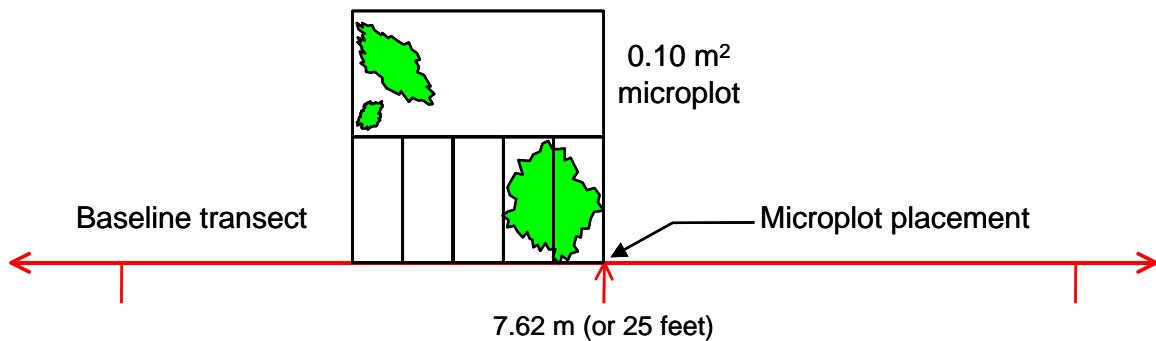 0.10 m²
microplot
Baseline transect
Microplot placement
7.62 m (or 25 feet)